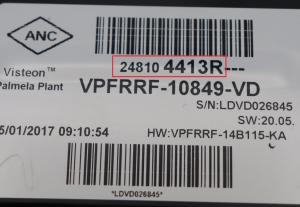 ANC
Visteon™
Palmela Plant
24810 4413R---
VPFRRF-10849-VD
S/N:LDVD026845
SW:20.05.
5/01/2017 09:10:54
HW:VPFRRF-14B115-KA
*LDVD026845*